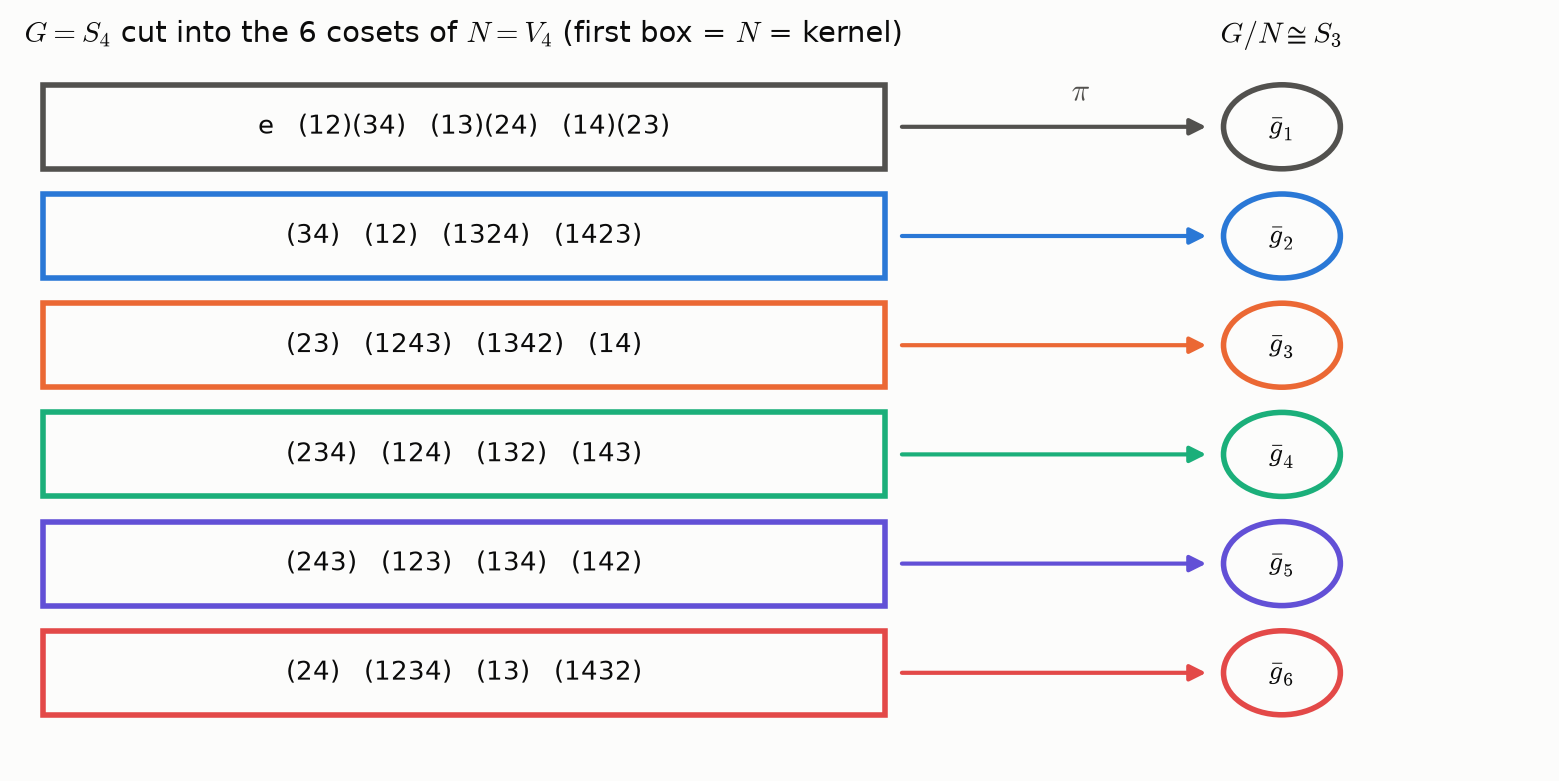 G = S₄ cut into the 6 cosets of N = V₄ (first box = N = kernel)
G/N ≅ S₃
π
e (12)(34) (13)(24) (14)(23)
ḡ₁
(34) (12) (1324) (1423)
ḡ₂
(23) (1243) (1342) (14)
ḡ₃
(234) (124) (132) (143)
ḡ₄
(243) (123) (134) (142)
ḡ₅
(24) (1234) (13) (1432)
ḡ₆